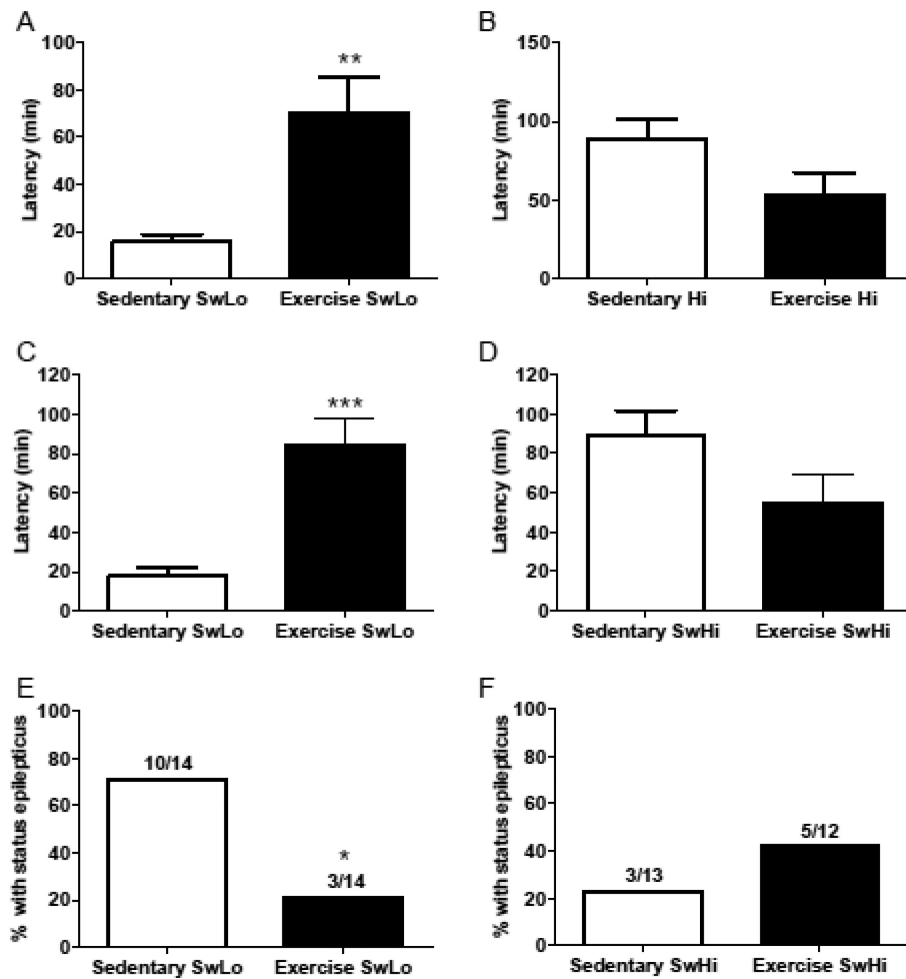 A
Latency (min)
100
80
60
40
20
0
**
Sedentary SwLo
Exercise SwLo
B
Latency (min)
150
100
50
0
Sedentary Hi
Exercise Hi
C
Latency (min)
120
100
80
60
40
20
0
***
Sedentary SwLo
Exercise SwLo
D
Latency (min)
120
100
80
60
40
20
0
Sedentary SwHi
Exercise SwHi
E
% with status epilepticus
100
80
60
40
20
0
10/14
*
3/14
Sedentary SwLo
Exercise SwLo
F
% with status epilepticus
100
80
60
40
20
0
3/13
5/12
Sedentary SwHi
Exercise SwHi